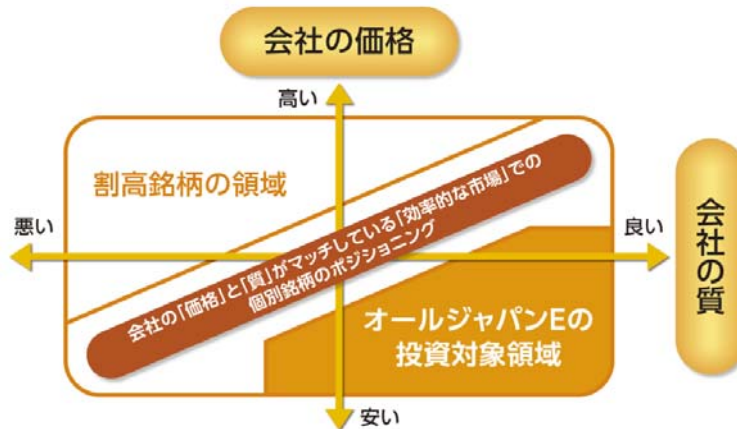 会社の価格
高い
割高銘柄の領域
会社の「価格」と「質」がマッチしている「効率的な市場」での
個別銘柄のポジショニング
悪い
良い
会社の質
オールジャパンEの
投資対象領域
安い